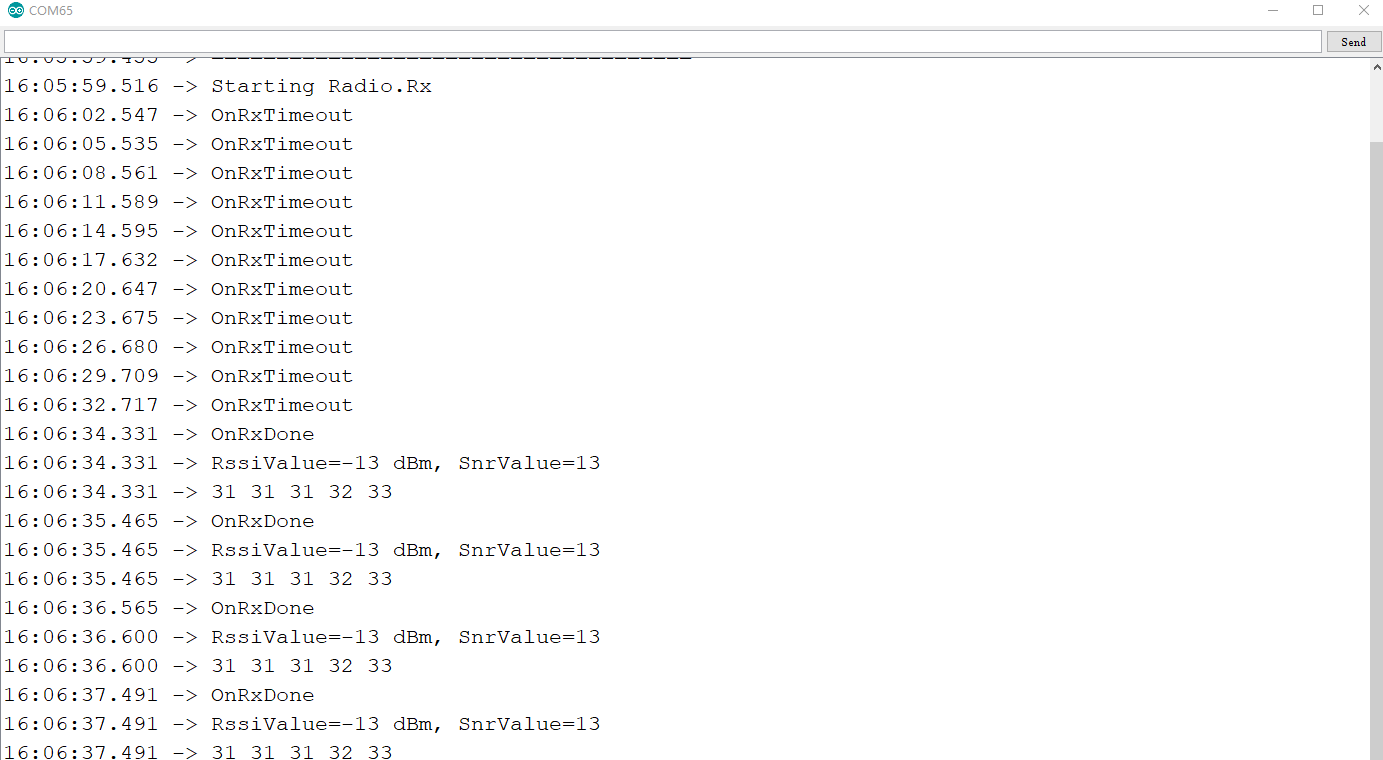 COM65
Send
16:05:59.516 -> Starting Radio.Rx
16:06:02.547 -> OnRxTimeout
16:06:05.535 -> OnRxTimeout
16:06:08.561 -> OnRxTimeout
16:06:11.589 -> OnRxTimeout
16:06:14.595 -> OnRxTimeout
16:06:17.632 -> OnRxTimeout
16:06:20.647 -> OnRxTimeout
16:06:23.675 -> OnRxTimeout
16:06:26.680 -> OnRxTimeout
16:06:29.709 -> OnRxTimeout
16:06:32.717 -> OnRxTimeout
16:06:34.331 -> OnRxDone
16:06:34.331 -> RssiValue=-13 dBm, SnrValue=13
16:06:34.331 -> 31 31 31 32 33
16:06:35.465 -> OnRxDone
16:06:35.465 -> RssiValue=-13 dBm, SnrValue=13
16:06:35.465 -> 31 31 31 32 33
16:06:36.565 -> OnRxDone
16:06:36.600 -> RssiValue=-13 dBm, SnrValue=13
16:06:36.600 -> 31 31 31 32 33
16:06:37.491 -> OnRxDone
16:06:37.491 -> RssiValue=-13 dBm, SnrValue=13
16:06:37.491 -> 31 31 31 32 33